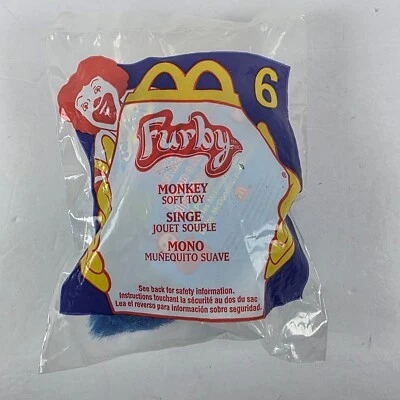 6
Furby
MONKEY
SOFT TOY
SINGE
JOUET SOUPLE
MONO
MUÑEQUITO SUAVE
See back for safety information.
Instructions touchant la sécurité au dos du sac
Lea el reverso para información sobre seguridad.